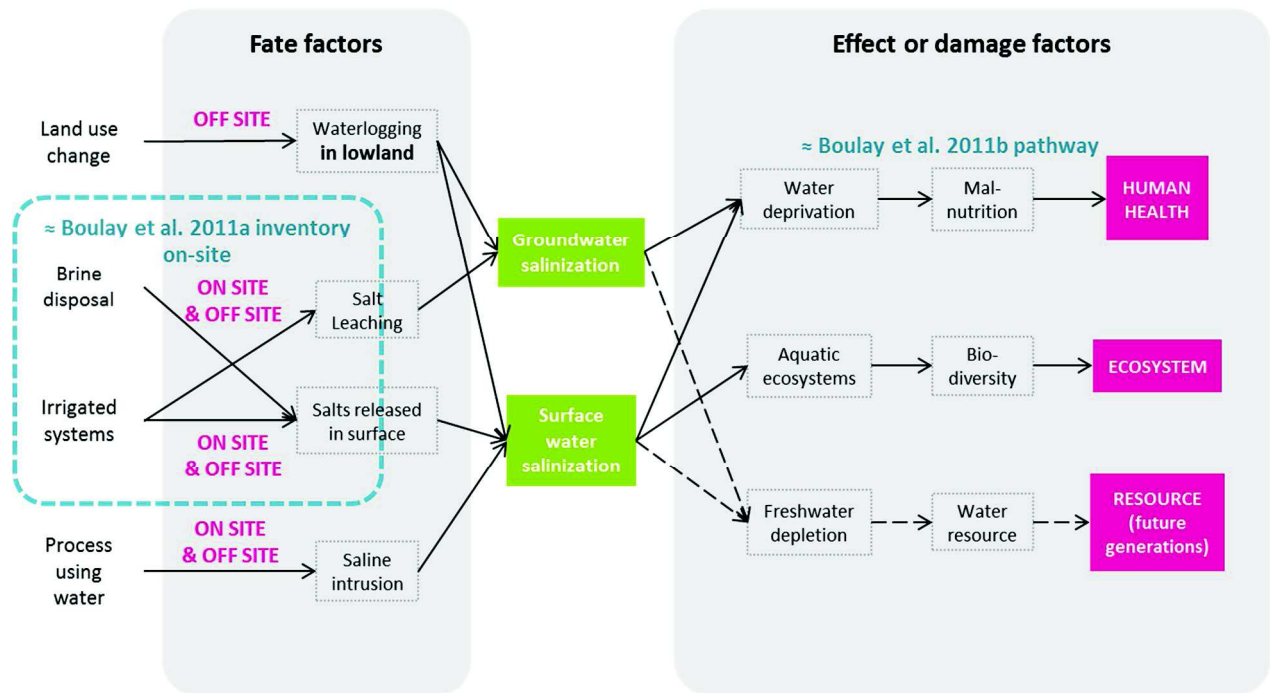 Fate factors
Effect or damage factors
Land use
change
OFF SITE
Waterlogging
in lowland
≈ Boulay et al. 2011a inventory
on-site
Brine
disposal
ON SITE
& OFF SITE
Salt
Leaching
Irrigated
systems
Salts released
in surface
ON SITE
& OFF SITE
Process
using
water
ON SITE
& OFF SITE
Saline
intrusion
Groundwater
salinization
Surface
water
salinization
≈ Boulay et al. 2011b pathway
Water
deprivation
Mal-
nutrition
HUMAN
HEALTH
Aquatic
ecosystems
Bio-
diversity
ECOSYSTEM
Freshwater
depletion
Water
resource
RESOURCE
(future
generations)